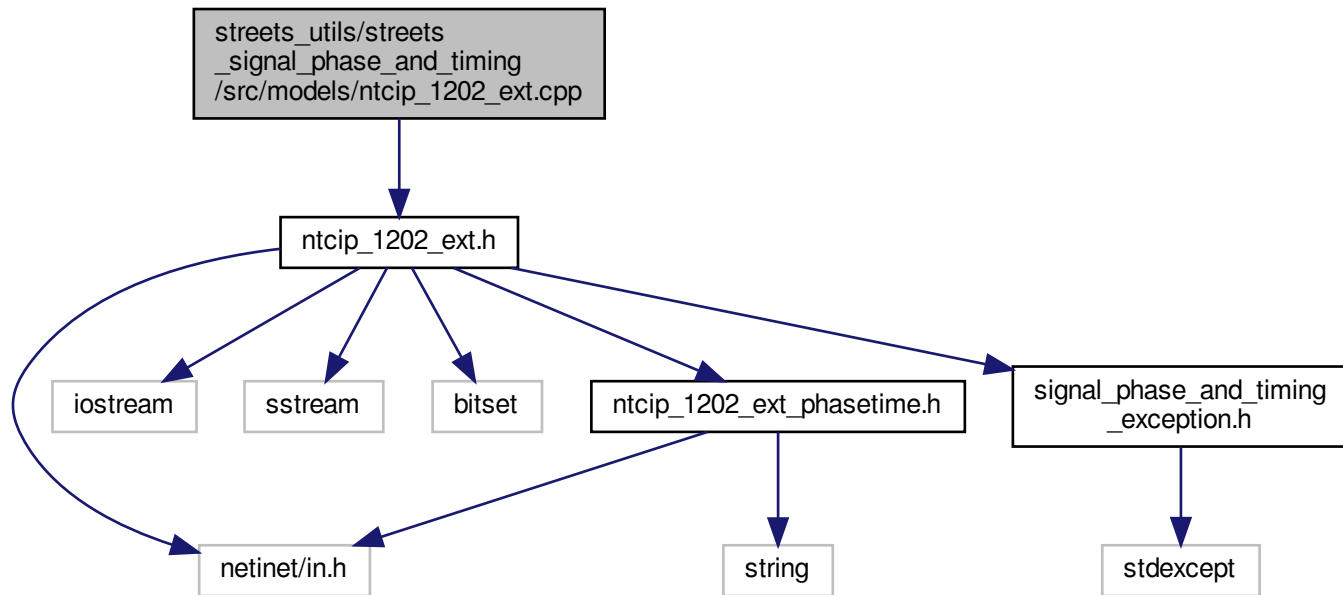 streets_utils/streets
_signal_phase_and_timing
/src/models/ntcip_1202_ext.cpp
ntcip_1202_ext.h
iostream
sstream
bitset
ntcip_1202_ext_phasetime.h
signal_phase_and_timing
_exception.h
netinet/in.h
string
stdexcept